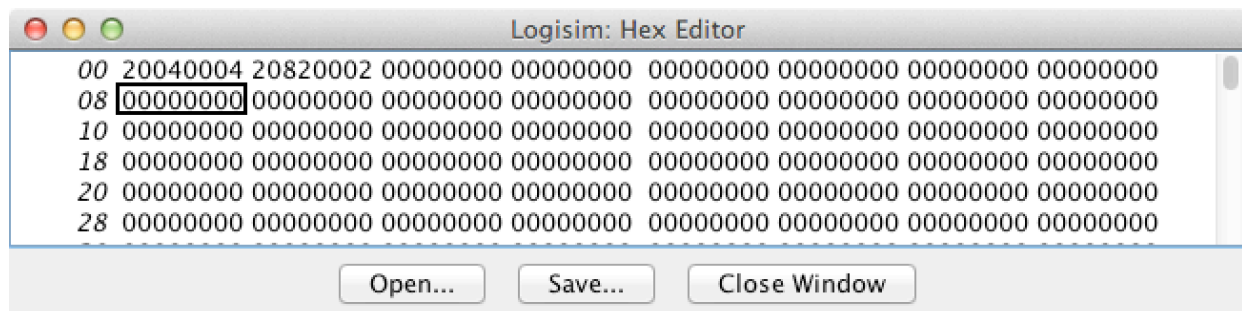 Logisim: Hex Editor
00 20040004 20820002 00000000 00000000 00000000 00000000 00000000 00000000
08 00000000 00000000 00000000 00000000 00000000 00000000 00000000 00000000
10 00000000 00000000 00000000 00000000 00000000 00000000 00000000 00000000
18 00000000 00000000 00000000 00000000 00000000 00000000 00000000 00000000
20 00000000 00000000 00000000 00000000 00000000 00000000 00000000 00000000
28 00000000 00000000 00000000 00000000 00000000 00000000 00000000 00000000
Open... Save... Close Window